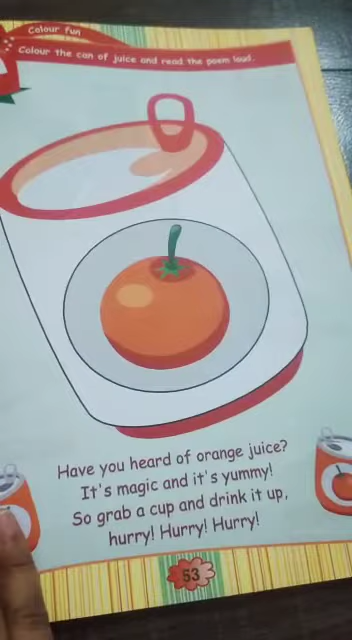 Colour fun
Colour the can of juice and read the poem loud.
Have you heard of orange juice?
It's magic and it's yummy!
So grab a cup and drink it up,
hurry! Hurry! Hurry!
53